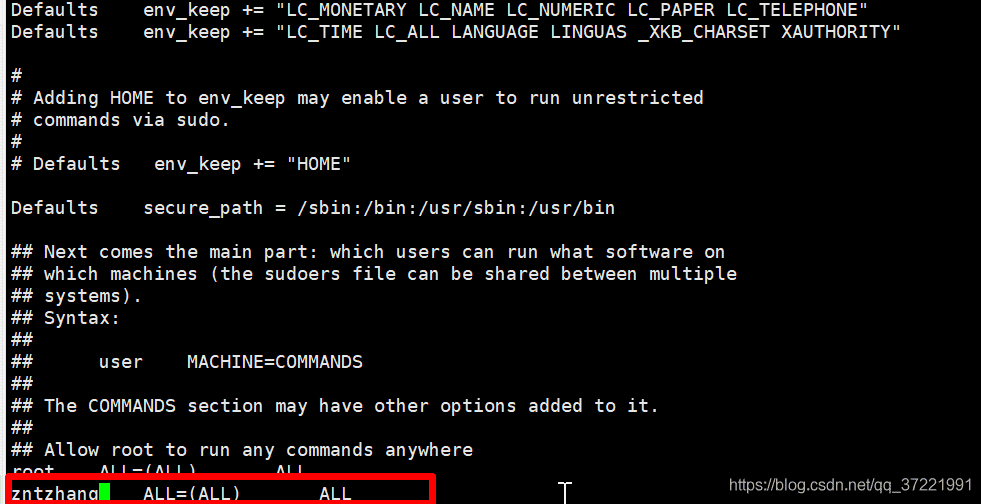 Defaults    env_keep += "LC_MONETARY LC_NAME LC_NUMERIC LC_PAPER LC_TELEPHONE"
Defaults    env_keep += "LC_TIME LC_ALL LANGUAGE LINGUAS _XKB_CHARSET XAUTHORITY"
#
# Adding HOME to env_keep may enable a user to run unrestricted
# commands via sudo.
#
# Defaults   env_keep += "HOME"
Defaults    secure_path = /sbin:/bin:/usr/sbin:/usr/bin
## Next comes the main part: which users can run what software on
## which machines (the sudoers file can be shared between multiple
## systems).
## Syntax:
##
##      user    MACHINE=COMMANDS
##
## The COMMANDS section may have other options added to it.
##
## Allow root to run any commands anywhere
root    ALL=(ALL)       ALL
zntzhang   ALL=(ALL)       ALL
https://blog.csdn.net/qq_37221991